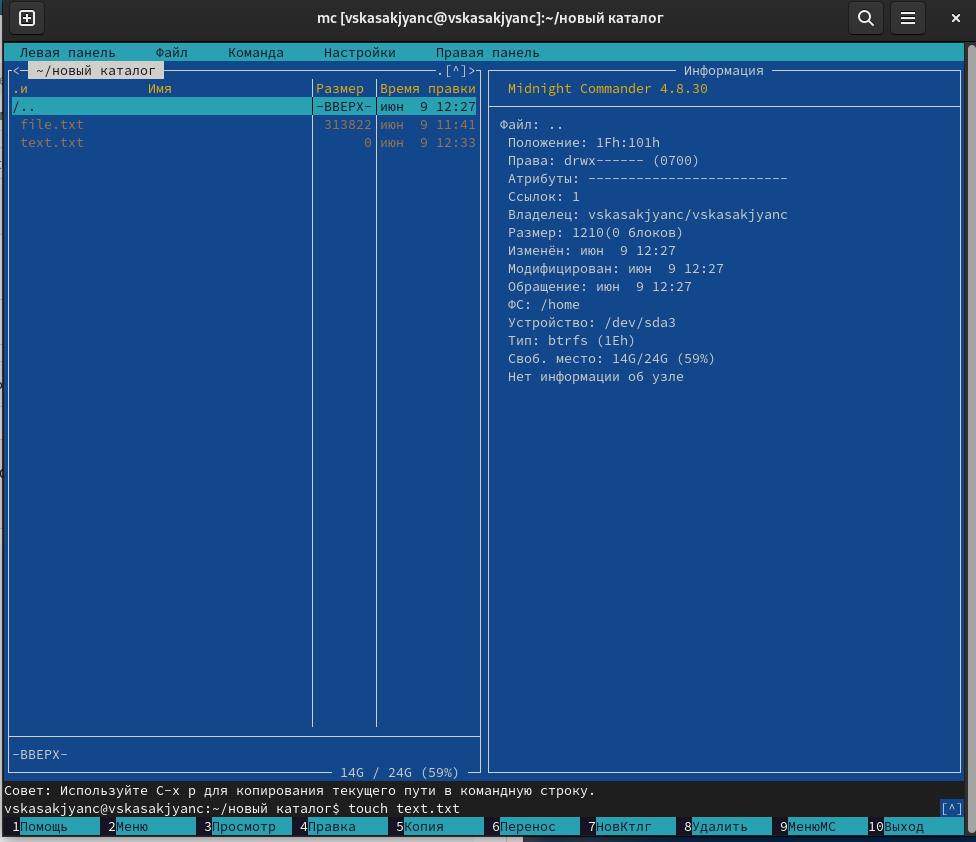 mc [vskasakjyanc@vskasakjyanc]:~/новый каталог
Левая панель Файл Команда Настройки Правая панель
<─ ~/новый каталог .[^]>
.и Имя Размер Время правки
/.. -ВВЕРХ- июн 9 12:27
file.txt 313822 июн 9 11:41
text.txt 0 июн 9 12:33
-ВВЕРХ-
14G / 24G (59%)
Информация
Midnight Commander 4.8.30
Файл: ..
Положение: 1Fh:101h
Права: drwx------ (0700)
Атрибуты: -------------------------
Ссылок: 1
Владелец: vskasakjyanc/vskasakjyanc
Размер: 1210(0 блоков)
Изменён: июн 9 12:27
Модифицирован: июн 9 12:27
Обращение: июн 9 12:27
ФС: /home
Устройство: /dev/sda3
Тип: btrfs (1Eh)
Своб. место: 14G/24G (59%)
Нет информации об узле
Совет: Используйте C-x p для копирования текущего пути в командную строку.
vskasakjyanc@vskasakjyanc:~/новый каталог$ touch text.txt [^]
1Помощь 2Меню 3Просмотр 4Правка 5Копия 6Перенос 7НовКтлг 8Удалить 9МенюМС 10Выход